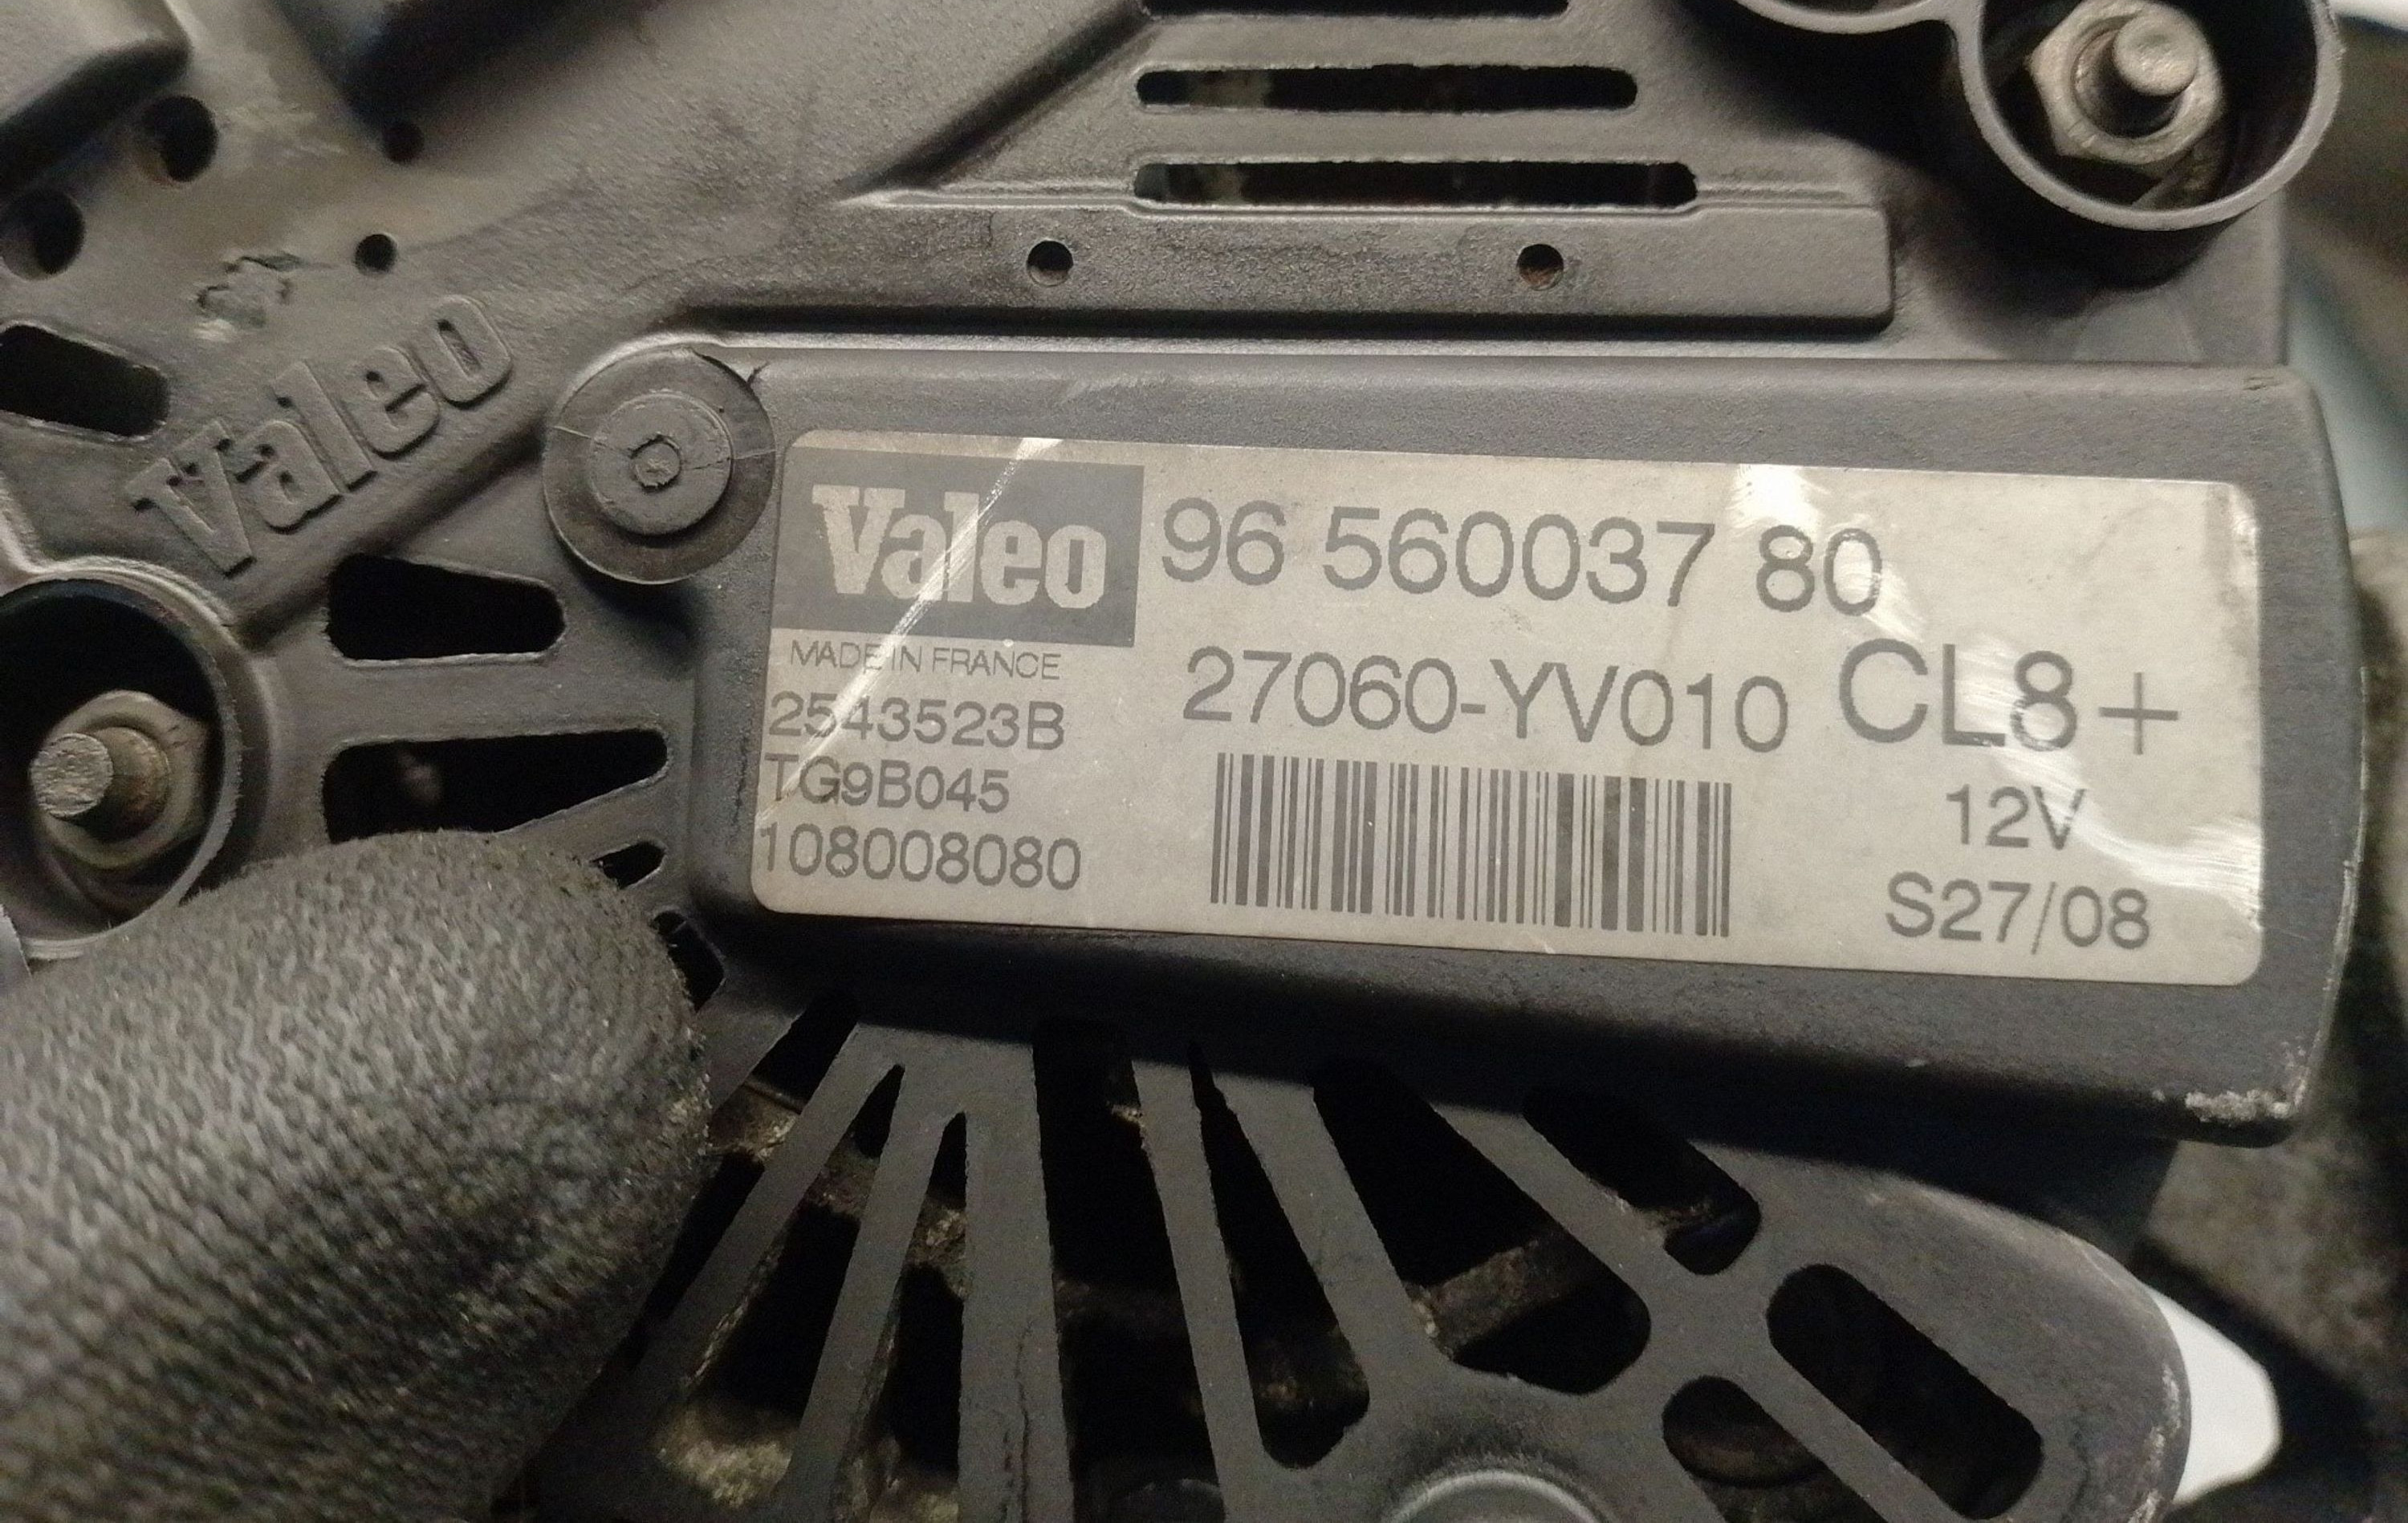 Valeo
Valeo
96 560037 80
MADE IN FRANCE
27060-YV010 CL8+
2543523B
TG9B045
12V
108008080
S27/08